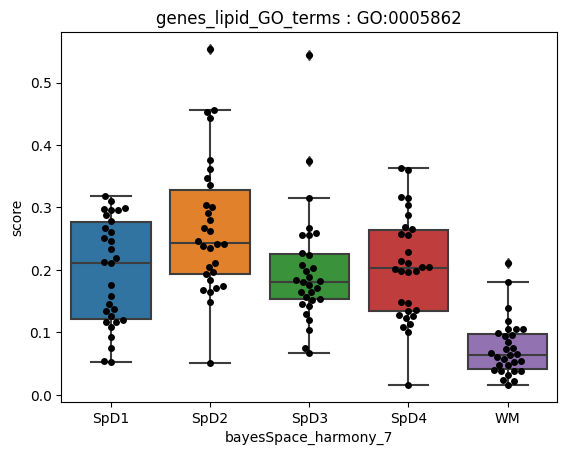 genes_lipid_GO_terms : GO:0005862
score
0.5
0.4
0.3
0.2
0.1
0.0
SpD1 SpD2 SpD3 SpD4 WM
bayesSpace_harmony_7